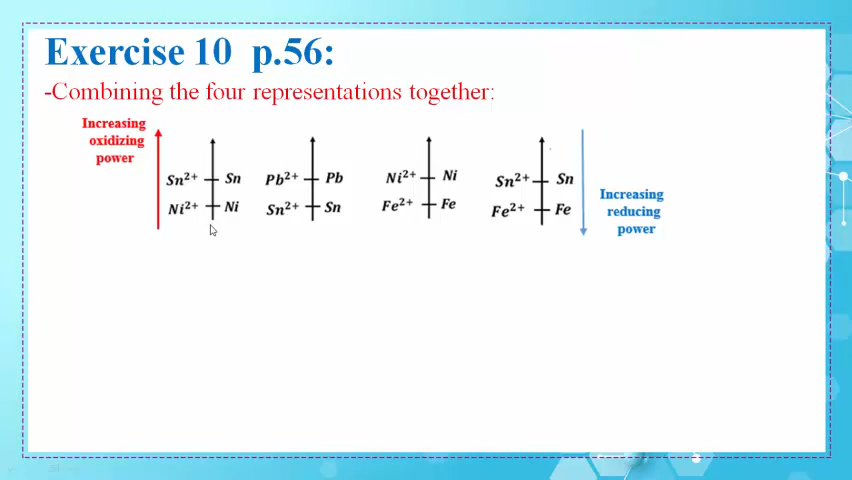 Exercise 10 p.56:
-Combining the four representations together:
Increasing
oxidizing
power
Sn²⁺ Sn
Ni²⁺ Ni
Pb²⁺ Pb
Sn²⁺ Sn
Ni²⁺ Ni
Fe²⁺ Fe
Sn²⁺ Sn
Fe²⁺ Fe
Increasing
reducing
power